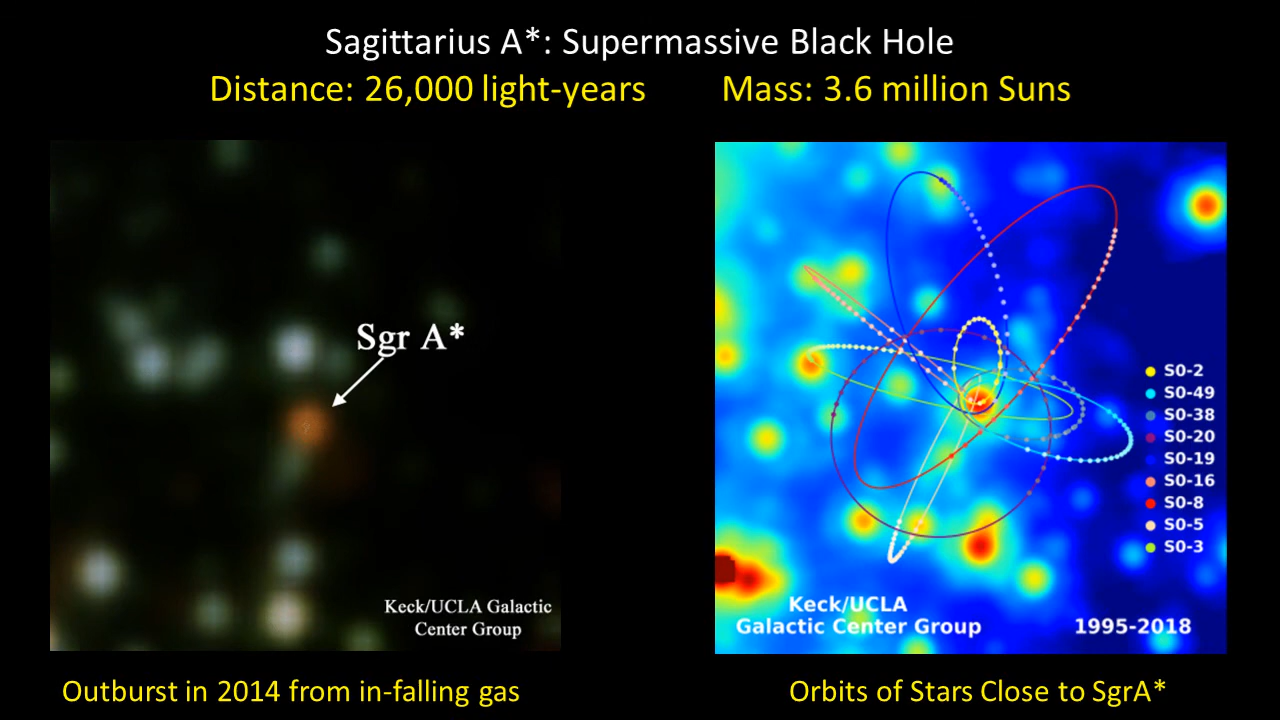 Sagittarius A*: Supermassive Black Hole
Distance: 26,000 light-years Mass: 3.6 million Suns
Sgr A*
Keck/UCLA Galactic
Center Group
Outburst in 2014 from in-falling gas
S0-2
S0-49
S0-38
S0-20
S0-19
S0-16
S0-8
S0-5
S0-3
Keck/UCLA
Galactic Center Group
1995-2018
Orbits of Stars Close to SgrA*